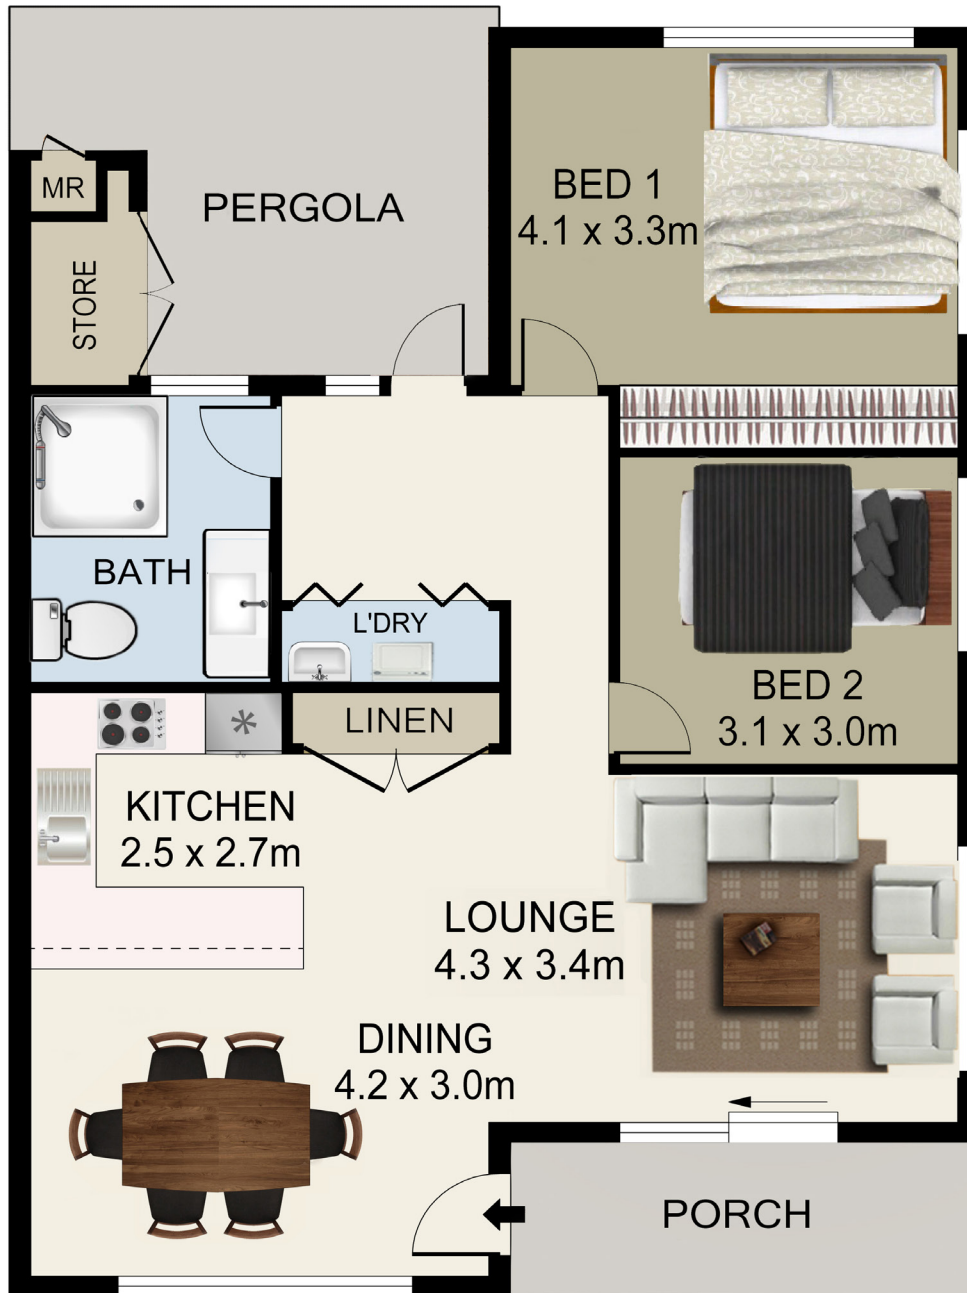 PERGOLA
MR
STORE
BED 1
4.1 x 3.3m
BATH
L'DRY
LINEN
BED 2
3.1 x 3.0m
KITCHEN
2.5 x 2.7m
LOUNGE
4.3 x 3.4m
DINING
4.2 x 3.0m
PORCH